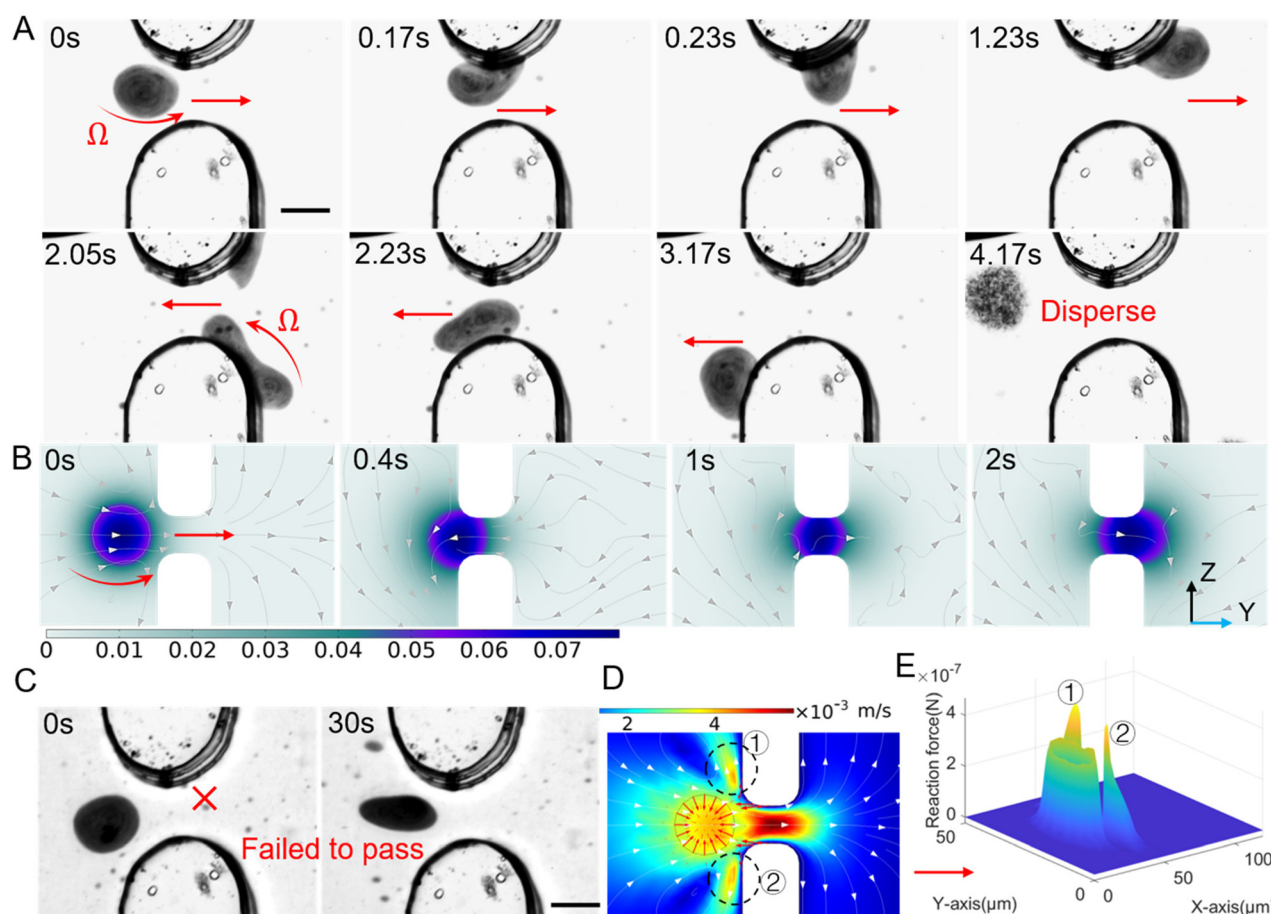 A
0s
0.17s
0.23s
1.23s
Ω
2.05s
2.23s
3.17s
4.17s
Ω
Disperse
B
0s
0.4s
1s
2s
Z
Y
0 0.01 0.02 0.03 0.04 0.05 0.06 0.07
C
0s
30s
Failed to pass
D
2 4 ×10⁻³ m/s
①
②
E
×10⁻⁷
①
②
Reaction force(N)
4
2
0
50
0
0
50
100
Y-axis(μm)
X-axis(μm)